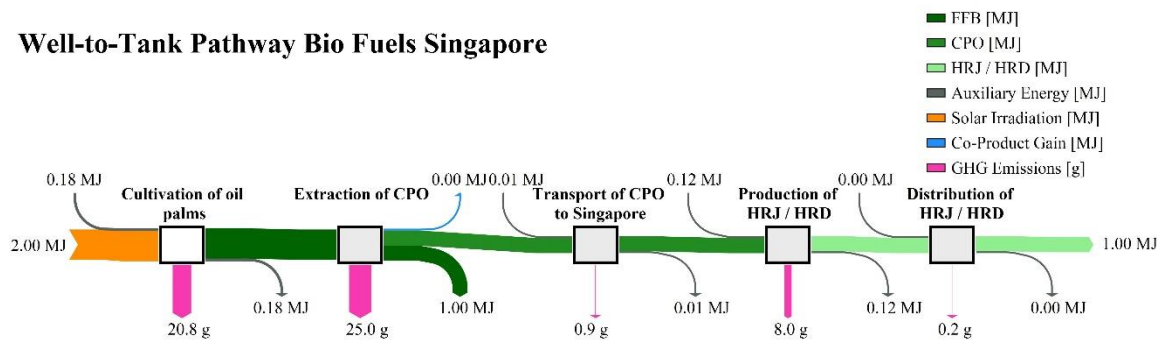 FFB [MJ]
Well-to-Tank Pathway Bio Fuels Singapore
CPO [MJ]
HRJ / HRD [MJ]
Auxiliary Energy [MJ]
Solar Irradiation [MJ]
Co-Product Gain [MJ]
GHG Emissions [g]
0.18 MJ
Cultivation of oil
palms
Extraction of CPO
0.00 MJ
0.01 MJ
Transport of CPO
to Singapore
0.12 MJ
Production of
HRJ / HRD
0.00 MJ
Distribution of
HRJ / HRD
2.00 MJ
1.00 MJ
0.18 MJ
1.00 MJ
0.01 MJ
0.12 MJ
0.00 MJ
20.8 g
25.0 g
0.9 g
8.0 g
0.2 g